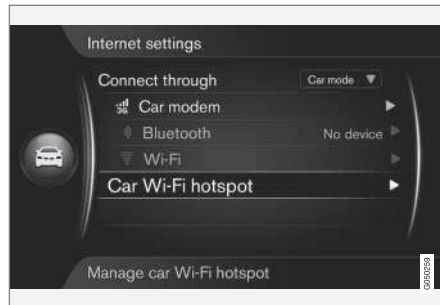 Internet settings
Connect through Car mode
3G Car modem
Bluetooth No device
Wi-Fi
Car Wi-Fi hotspot
Manage car Wi-Fi hotspot
G050259